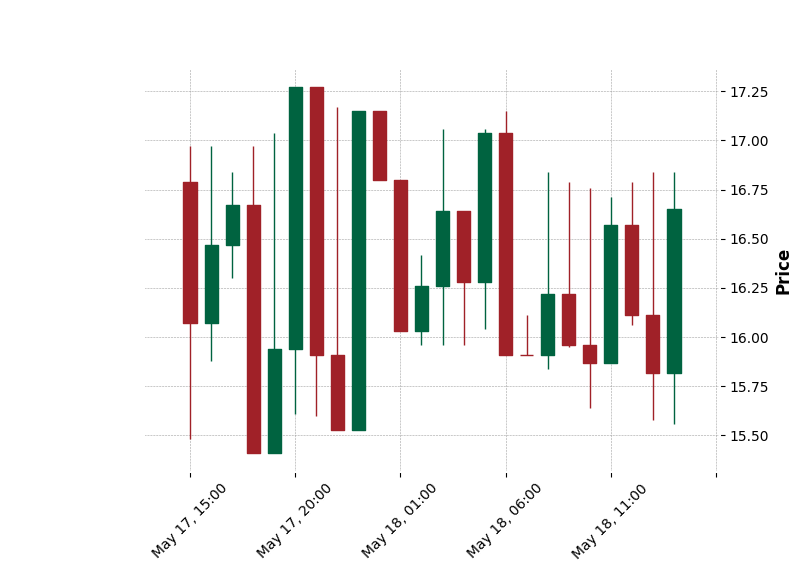 17.25
17.00
16.75
16.50
16.25
16.00
15.75
15.50
Price
May 17, 15:00
May 17, 20:00
May 18, 01:00
May 18, 06:00
May 18, 11:00